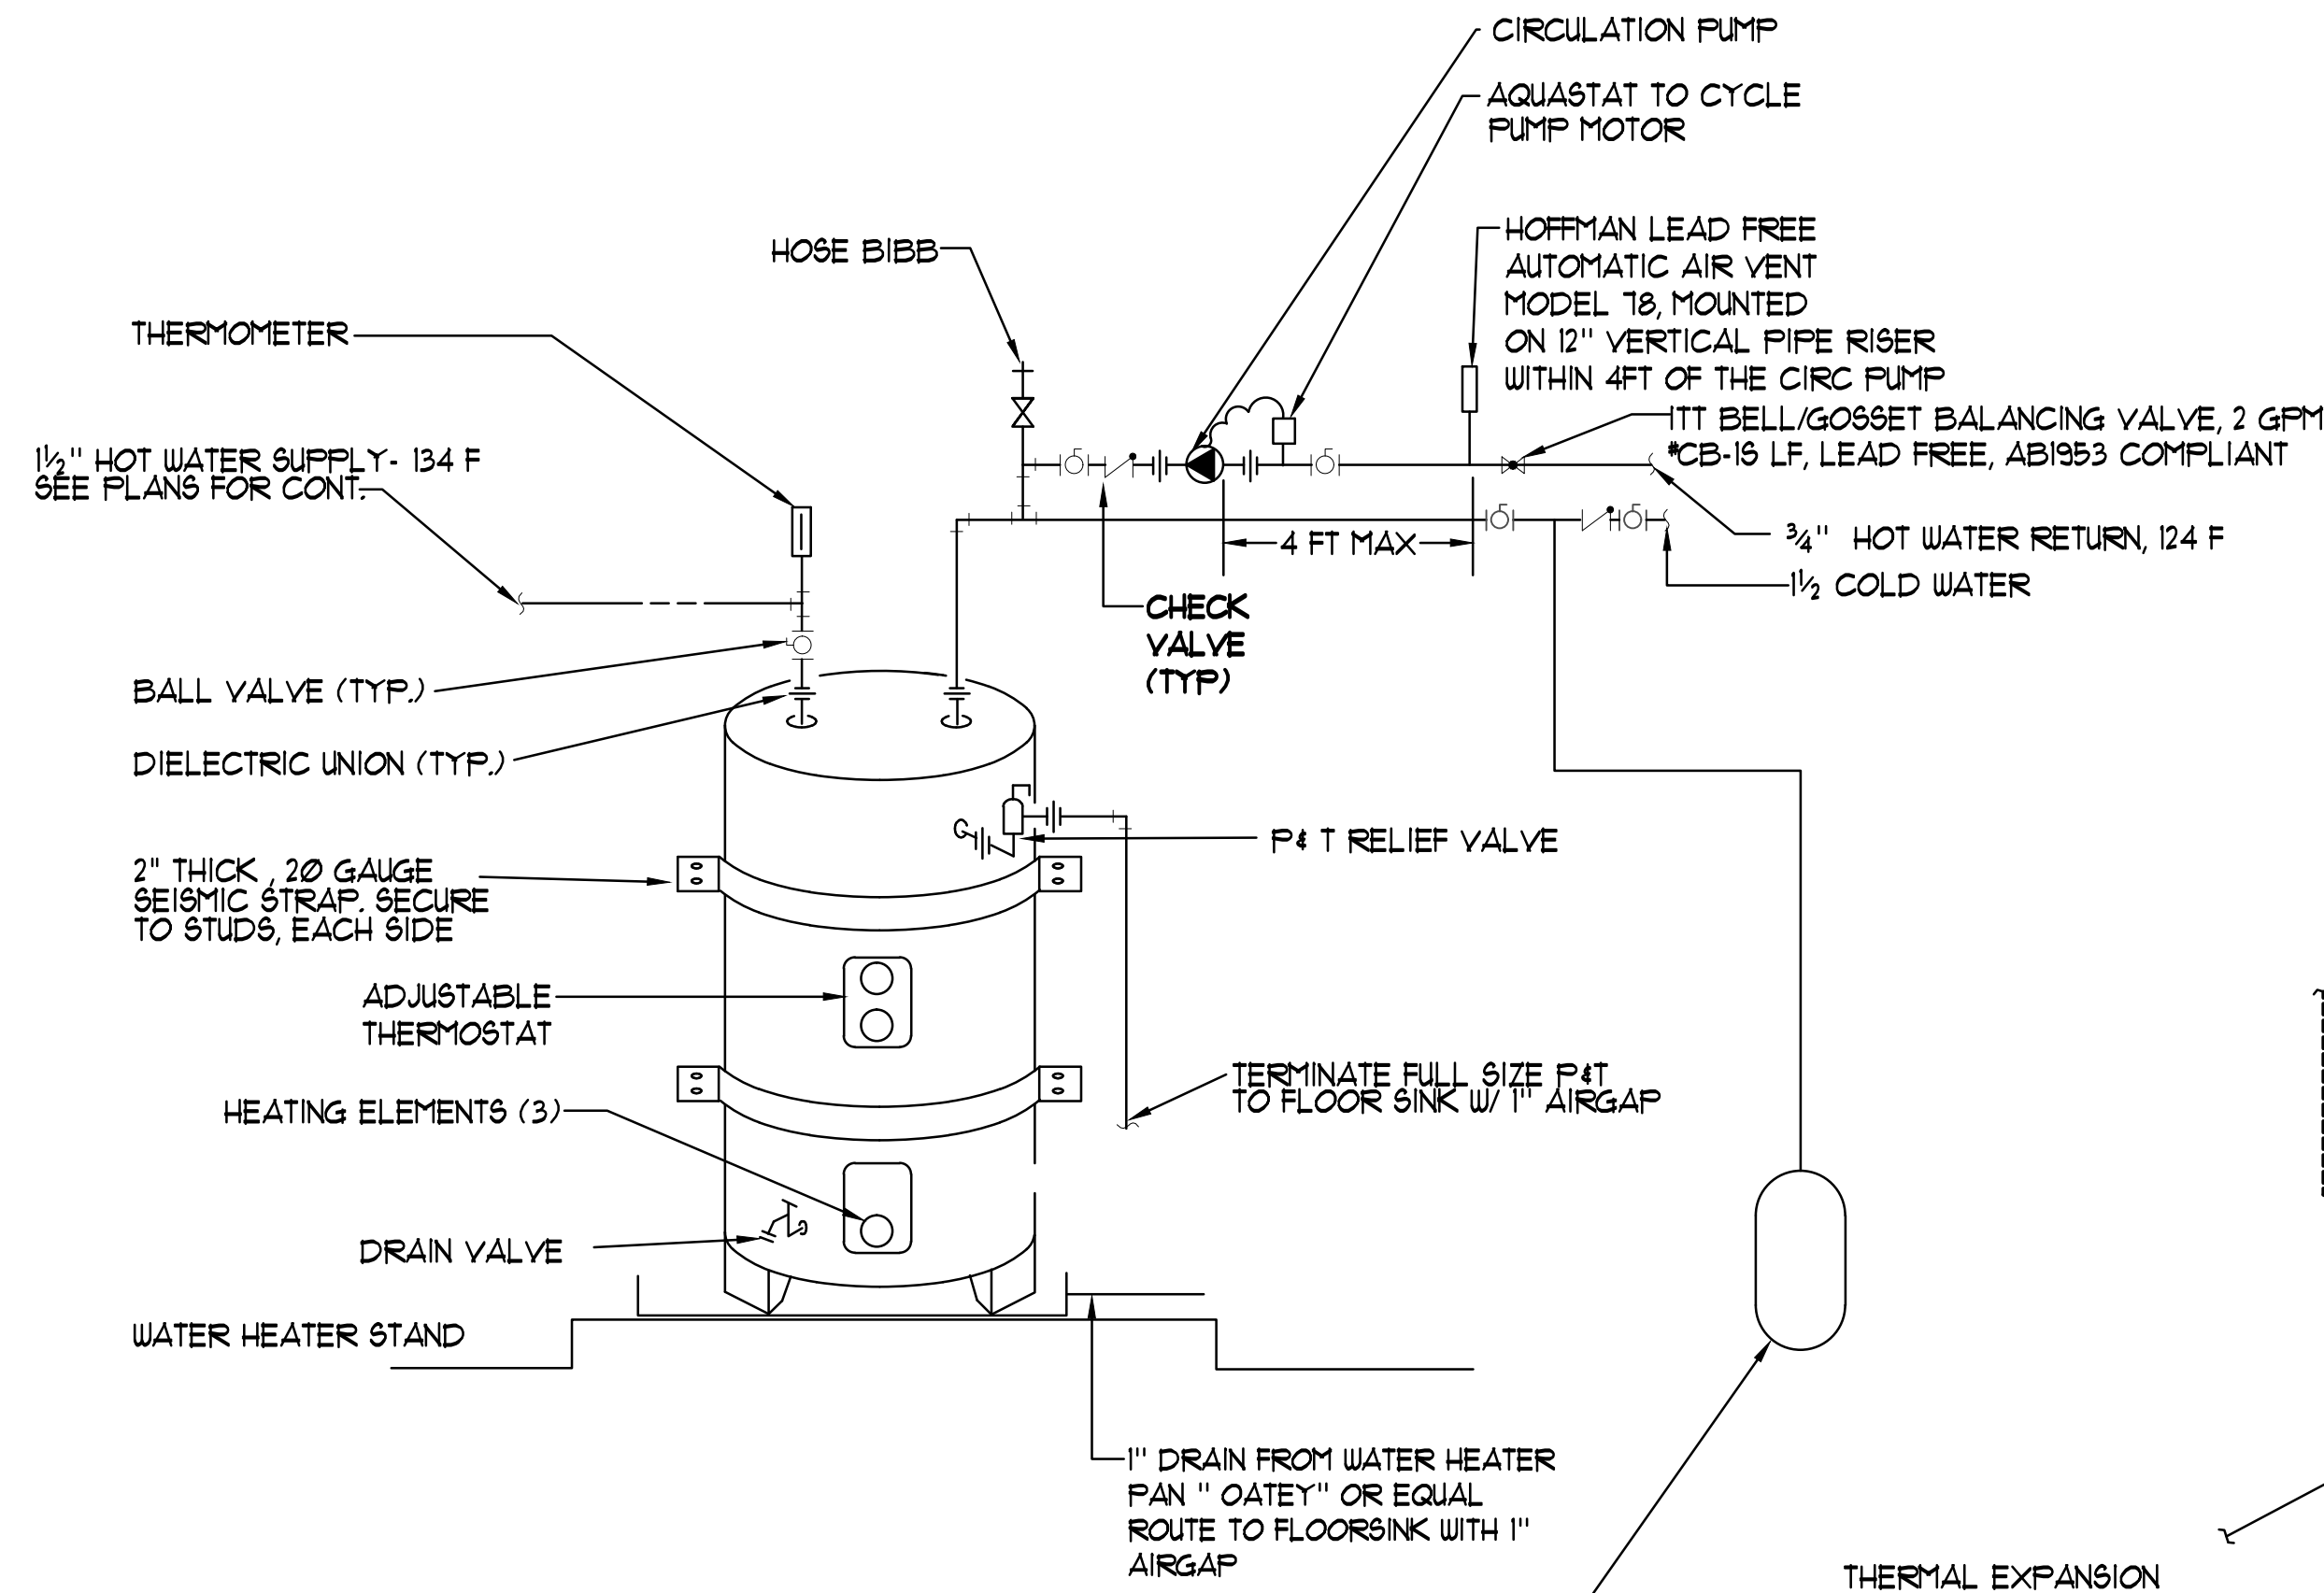 CIRCULATION PUMP
AQUASTAT TO CYCLE
PUMP MOTOR
HOSE BIBB
HOFFMAN LEAD FREE
AUTOMATIC AIR VENT
MODEL 78, MOUNTED
ON 12" VERTICAL PIPE RISER
WITHIN 4FT OF THE CIRC PUMP
THERMOMETER
ITT BELL/GOSSET BALANCING VALVE, 2 GPM
#CB-1S LF, LEAD FREE, AB1953 COMPLIANT
1½" HOT WATER SUPPLY- 134 F
SEE PLANS FOR CONT.
4 FT MAX
¾" HOT WATER RETURN, 124 F
1½ COLD WATER
CHECK
VALVE
(TYP)
BALL VALVE (TYP.)
DIELECTRIC UNION (TYP.)
P&T RELIEF VALVE
2" THICK , 20 GAUGE
SEISMIC STRAP. SECURE
TO STUDS, EACH SIDE
ADJUSTABLE
THERMOSTAT
TERMINATE FULL SIZE P&T
TO FLOOR SINK W/ 1" AIRGAP
HEATING ELEMENTS (3)
DRAIN VALVE
WATER HEATER STAND
1" DRAIN FROM WATER HEATER
PAN " OATEY" OR EQUAL
ROUTE TO FLOORSINK WITH 1"
AIRGAP
THERMAL EXPANSION